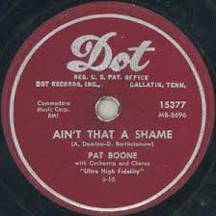 Dot
REG. U. S. PAT. OFFICE
DOT RECORDS, INC., GALLATIN, TENN.
Commodore
Music Corp.
BMI
15377
MB-8696
AIN'T THAT A SHAME
(A. Domino-D. Bartholomew)
PAT BOONE
with Orchestra and Chorus
"Ultra High Fidelity"